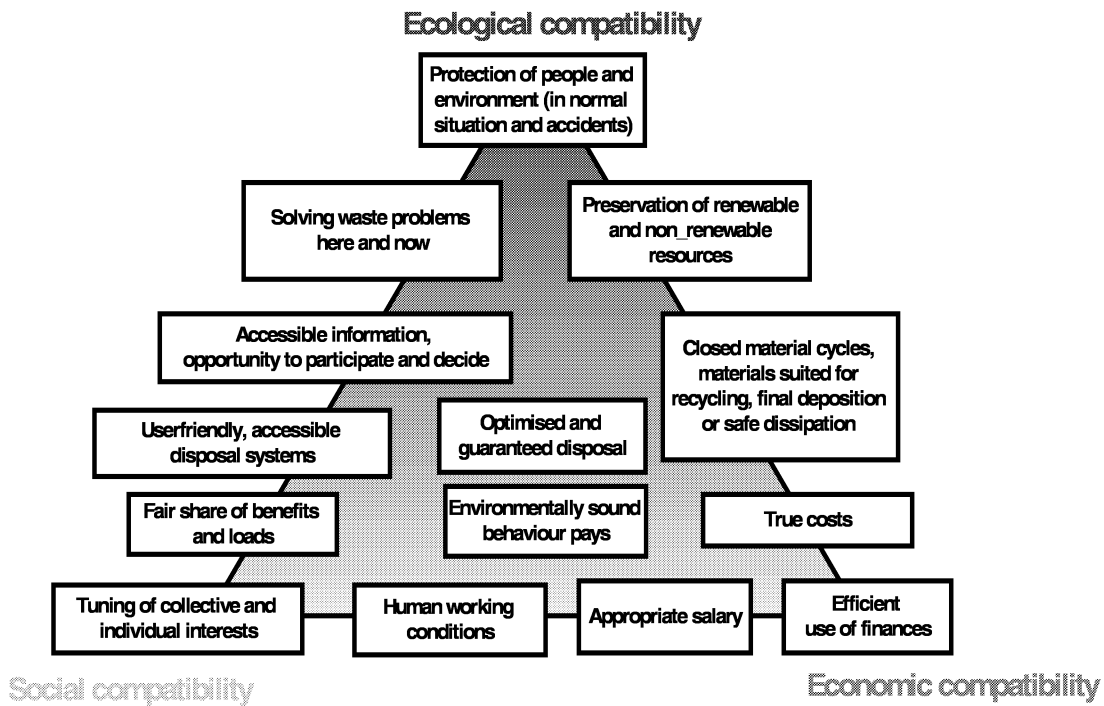 Ecological compatibility
Protection of people and
environment (in normal
situation and accidents)
Solving waste problems
here and now
Preservation of renewable
and non_renewable
resources
Accessible information,
opportunity to participate and decide
Closed material cycles,
materials suited for
recycling, final deposition
or safe dissipation
Userfriendly, accessible
disposal systems
Optimised and
guaranteed disposal
Fair share of benefits
and loads
Environmentally sound
behaviour pays
True costs
Tuning of collective and
individual interests
Human working
conditions
Appropriate salary
Efficient
use of finances
Social compatibility
Economic compatibility